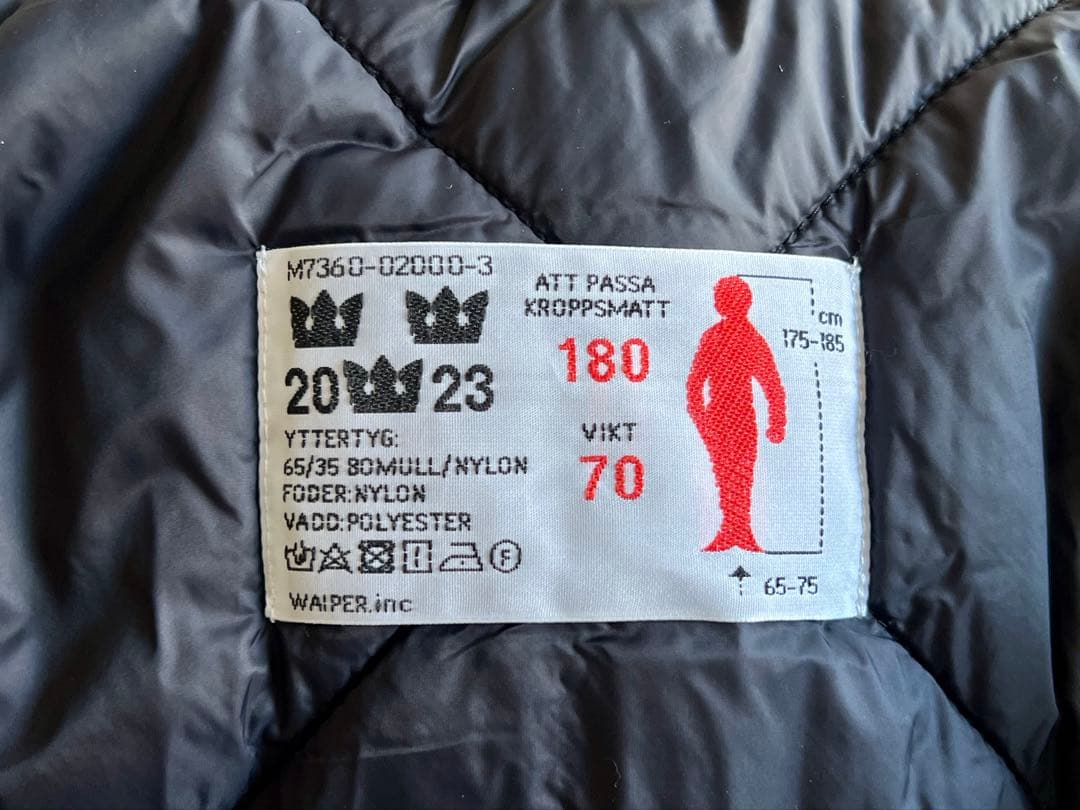 M7360-02000-3
20 23
YTTERTYG:
65/35 BOMULL/NYLON
FODER:NYLON
VADD:POLYESTER
F
WAIPER.inc
ATT PASSA
KROPPSMATT
180
VIKT
70
cm
175-185
65-75